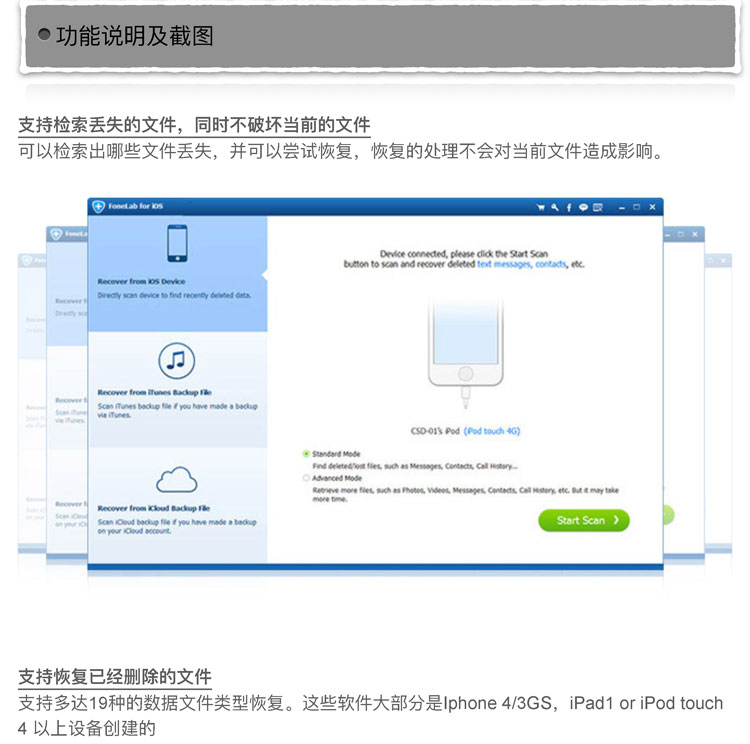 功能说明及截图
支持检索丢失的文件，同时不破坏当前的文件
可以检索出哪些文件丢失，并可以尝试恢复，恢复的处理不会对当前文件造成影响。
FoneLab for iOS
Recover from iOS Device
Directly scan device to find recently deleted data.
Recover from iTunes Backup File
Scan iTunes backup file if you have made a backup
via iTunes.
Recover from iCloud Backup File
Scan iCloud backup file if you have made a backup
on your iCloud account.
Device connected, please click the Start Scan
button to scan and recover deleted text messages, contacts, etc.
CSD-01's iPod (iPod touch 4G)
Standard Mode
Find deleted/lost files, such as Messages, Contacts, Call History...
Advanced Mode
Retrieve more files, such as Photos, Videos, Messages, Contacts, Call History, etc. But it may take
more time.
Start Scan
支持恢复已经删除的文件
支持多达19种的数据文件类型恢复。这些软件大部分是Iphone 4/3GS，iPad1 or iPod touch
4 以上设备创建的